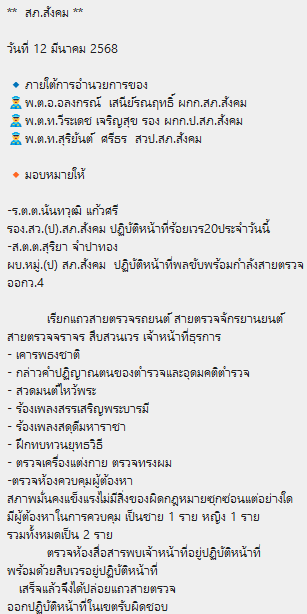 ** สภ.สังคม **
วันที่ 12 มีนาคม 2568
🔹ภายใต้การอำนวยการของ
👮พ.ต.อ.อลงกรณ์ เสนีย์รณฤทธิ์ ผกก.สภ.สังคม
👮พ.ต.ท.วีระเดช เจริญสุข รอง ผกก.ป.สภ.สังคม
👮พ.ต.ท.สุริยันต์ ศรีธร สวป.สภ.สังคม
🔸มอบหมายให้
-ร.ต.ต.นันทวุฒิ แก้วศรี
รอง.สว.(ป).สภ.สังคม ปฏิบัติหน้าที่ร้อยเวร20ประจำวันนี้
-ส.ต.ต.สุริยา จำปาทอง
ผบ.หมู่.(ป) สภ.สังคม ปฏิบัติหน้าที่พลขับพร้อมกำลังสายตรวจ
ออกว.4
เรียกแถวสายตรวจรถยนต์ สายตรวจจักรยานยนต์
สายตรวจจราจร สืบสวนเวร เจ้าหน้าที่ธุรการ
- เคารพธงชาติ
- กล่าวคำปฏิญาณตนของตำรวจและอุดมคติตำรวจ
- สวดมนต์ไหว้พระ
- ร้องเพลงสรรเสริญพระบารมี
- ร้องเพลงสดุดีมหาราชา
- ฝึกทบทวนยุทธวิธี
- ตรวจเครื่องแต่งกาย ตรวจทรงผม
-ตรวจห้องควบคุมผู้ต้องหา
สภาพมั่นคงแข็งแรงไม่มีสิ่งของผิดกฎหมายซุกซ่อนแต่อย่างใด
มีผู้ต้องหาในการควบคุม เป็นชาย 1 ราย หญิง 1 ราย
รวมทั้งหมดเป็น 2 ราย
ตรวจห้องสื่อสารพบเจ้าหน้าที่อยู่ปฏิบัติหน้าที่
พร้อมด้วยสิบเวรอยู่ปฏิบัติหน้าที่
เสร็จแล้วจึงได้ปล่อยแถวสายตรวจ
ออกปฏิบัติหน้าที่ในเขตรับผิดชอบ